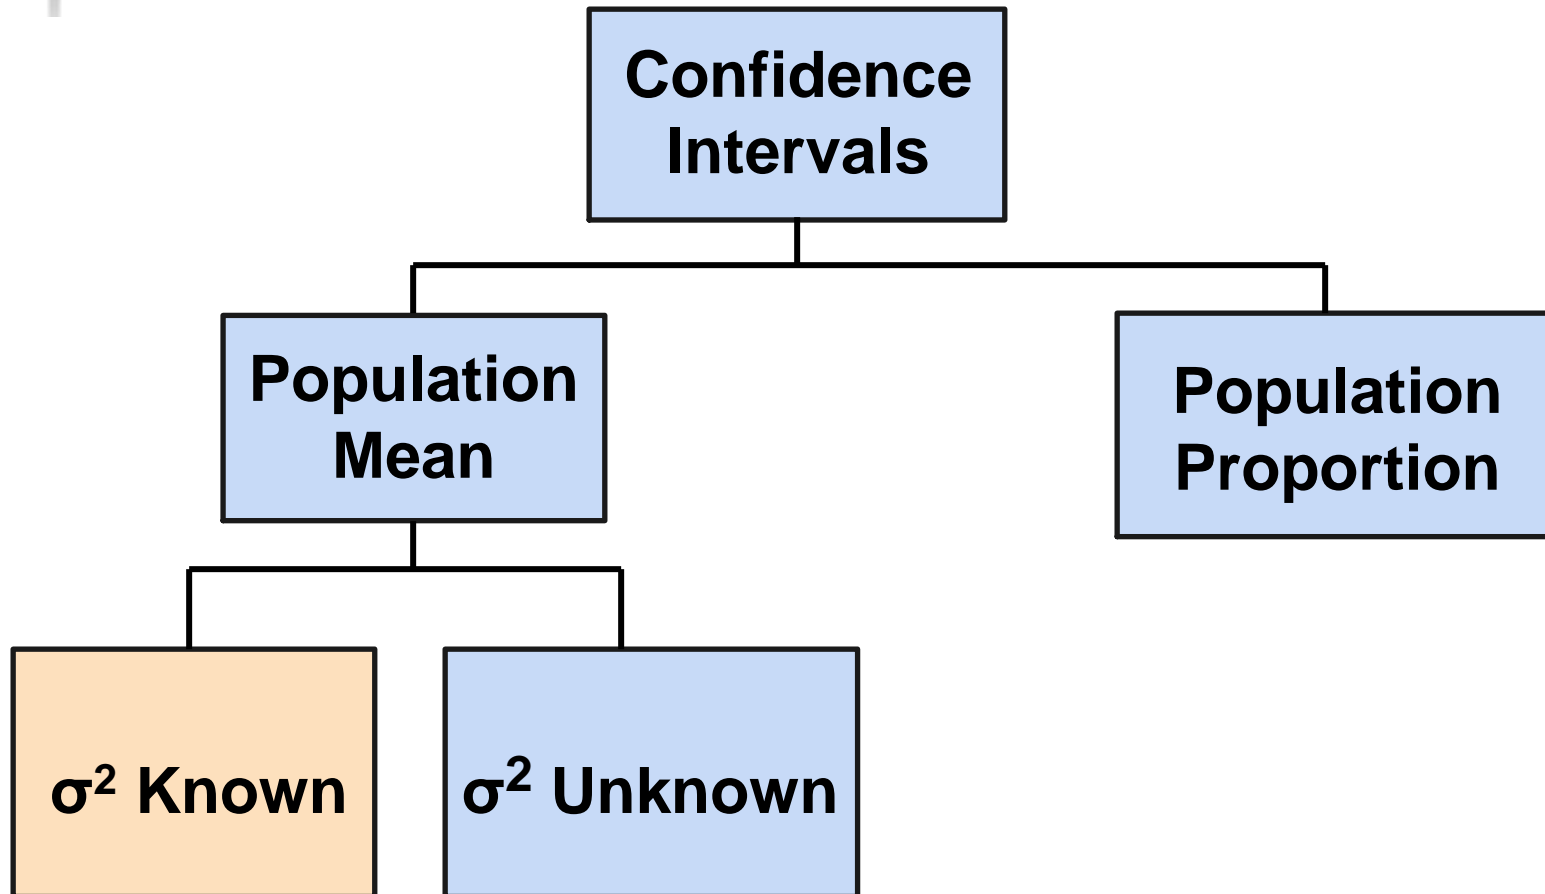 Confidence
Intervals
Population
Mean
Population
Proportion
σ² Known
σ² Unknown